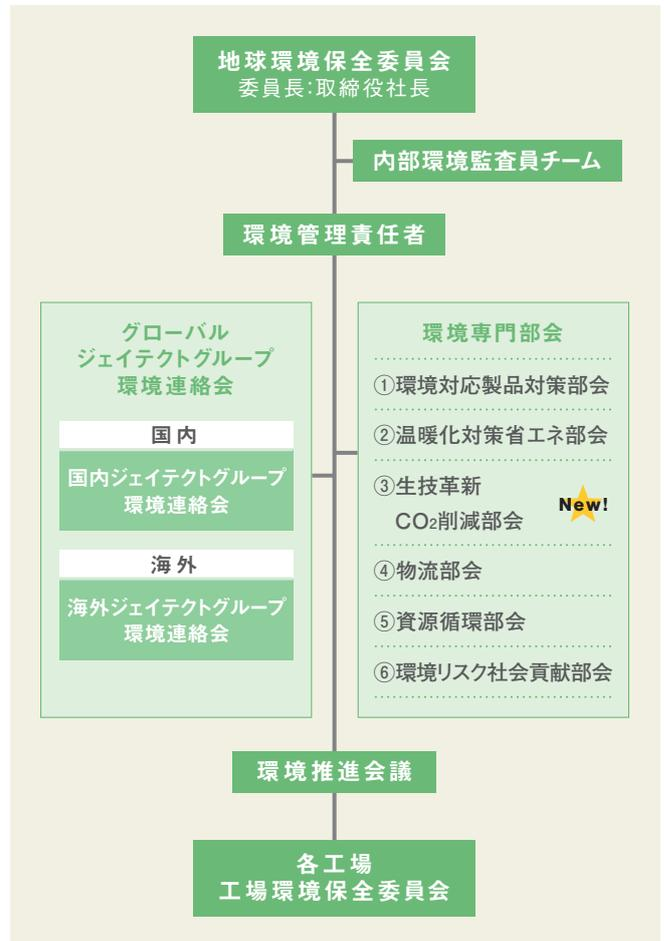 地球環境保全委員会
委員長:取締役社長
内部環境監査員チーム
環境管理責任者
グローバル
ジェイテクトグループ
環境連絡会
国内
国内ジェイテクトグループ
環境連絡会
海外
海外ジェイテクトグループ
環境連絡会
環境専門部会
①環境対応製品対策部会
②温暖化対策省エネ部会
③生技革新
CO2削減部会
New!
④物流部会
⑤資源循環部会
⑥環境リスク社会貢献部会
環境推進会議
各工場
工場環境保全委員会